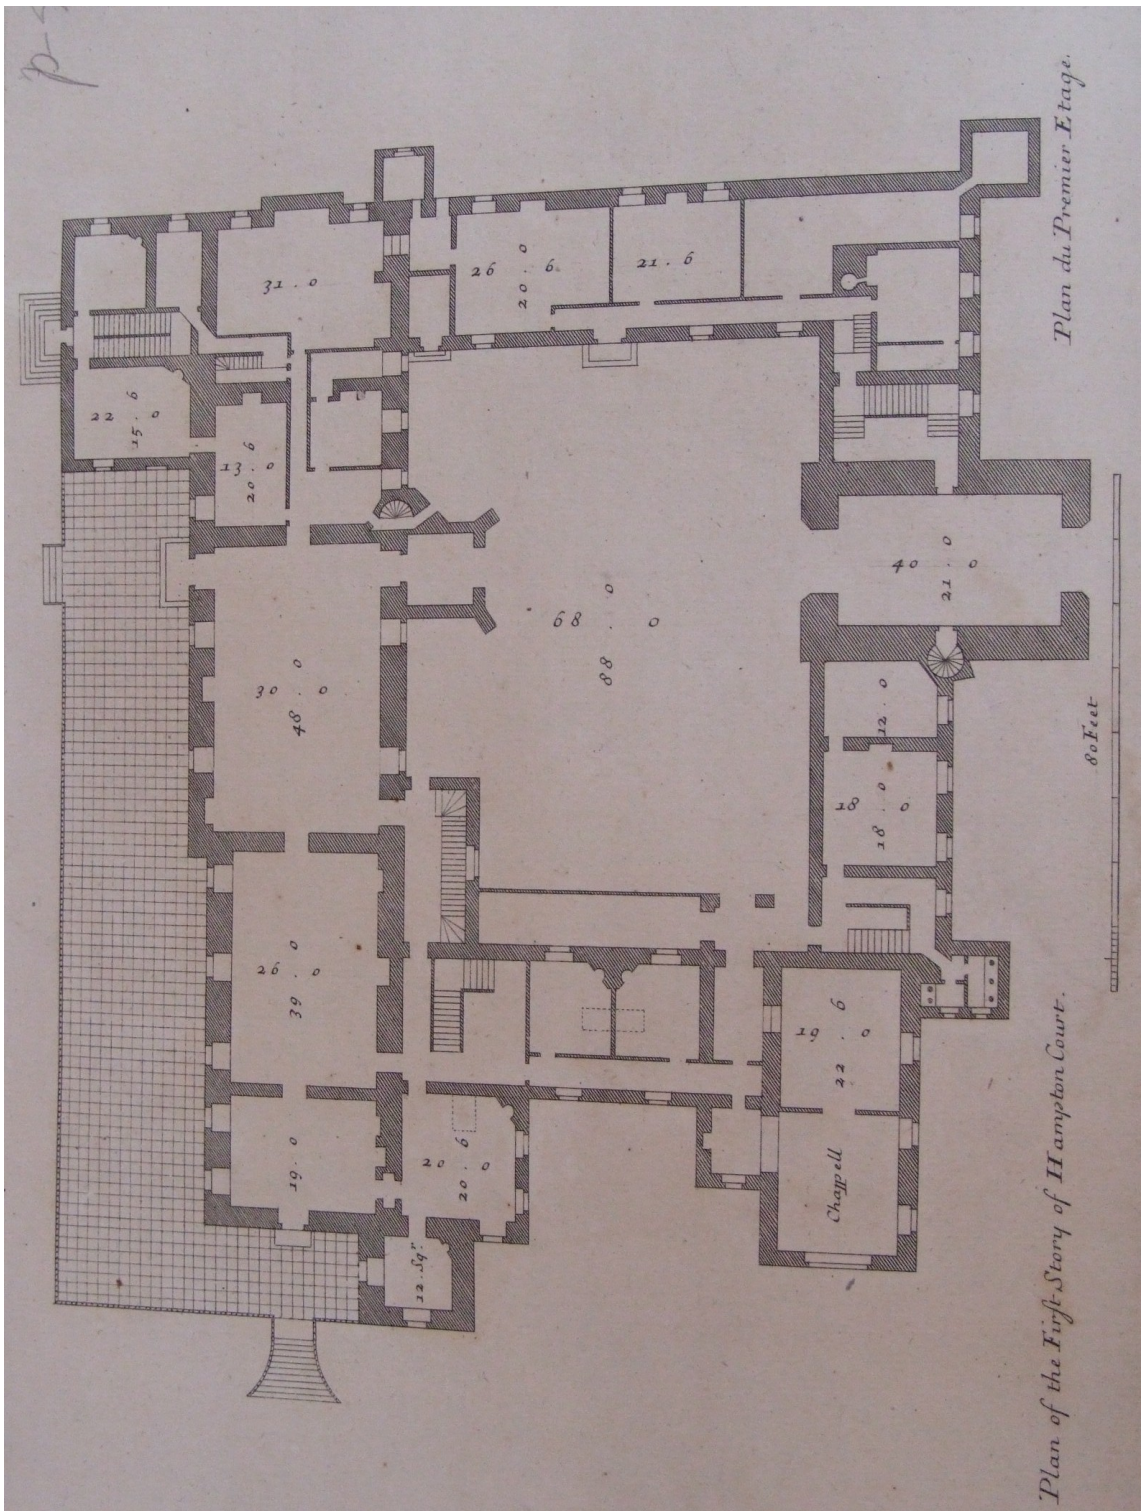 p-
31 . 0
26 . 6
20 . 0
21 . 6
22 . 6
15 . 0
13 . 6
20 . 0
40 . 0
21 . 0
68 . 0
88 0
30 . 0
48 0
12 . 0
18 . 0
18 0
26 . 0
39 0
19 . 6
22 0
19 . 0
20 . 6
20 0
12 . Sqr.
Chappell
80 Feet
Plan of the First Story of Hampton Court.
Plan du Premier Etage.